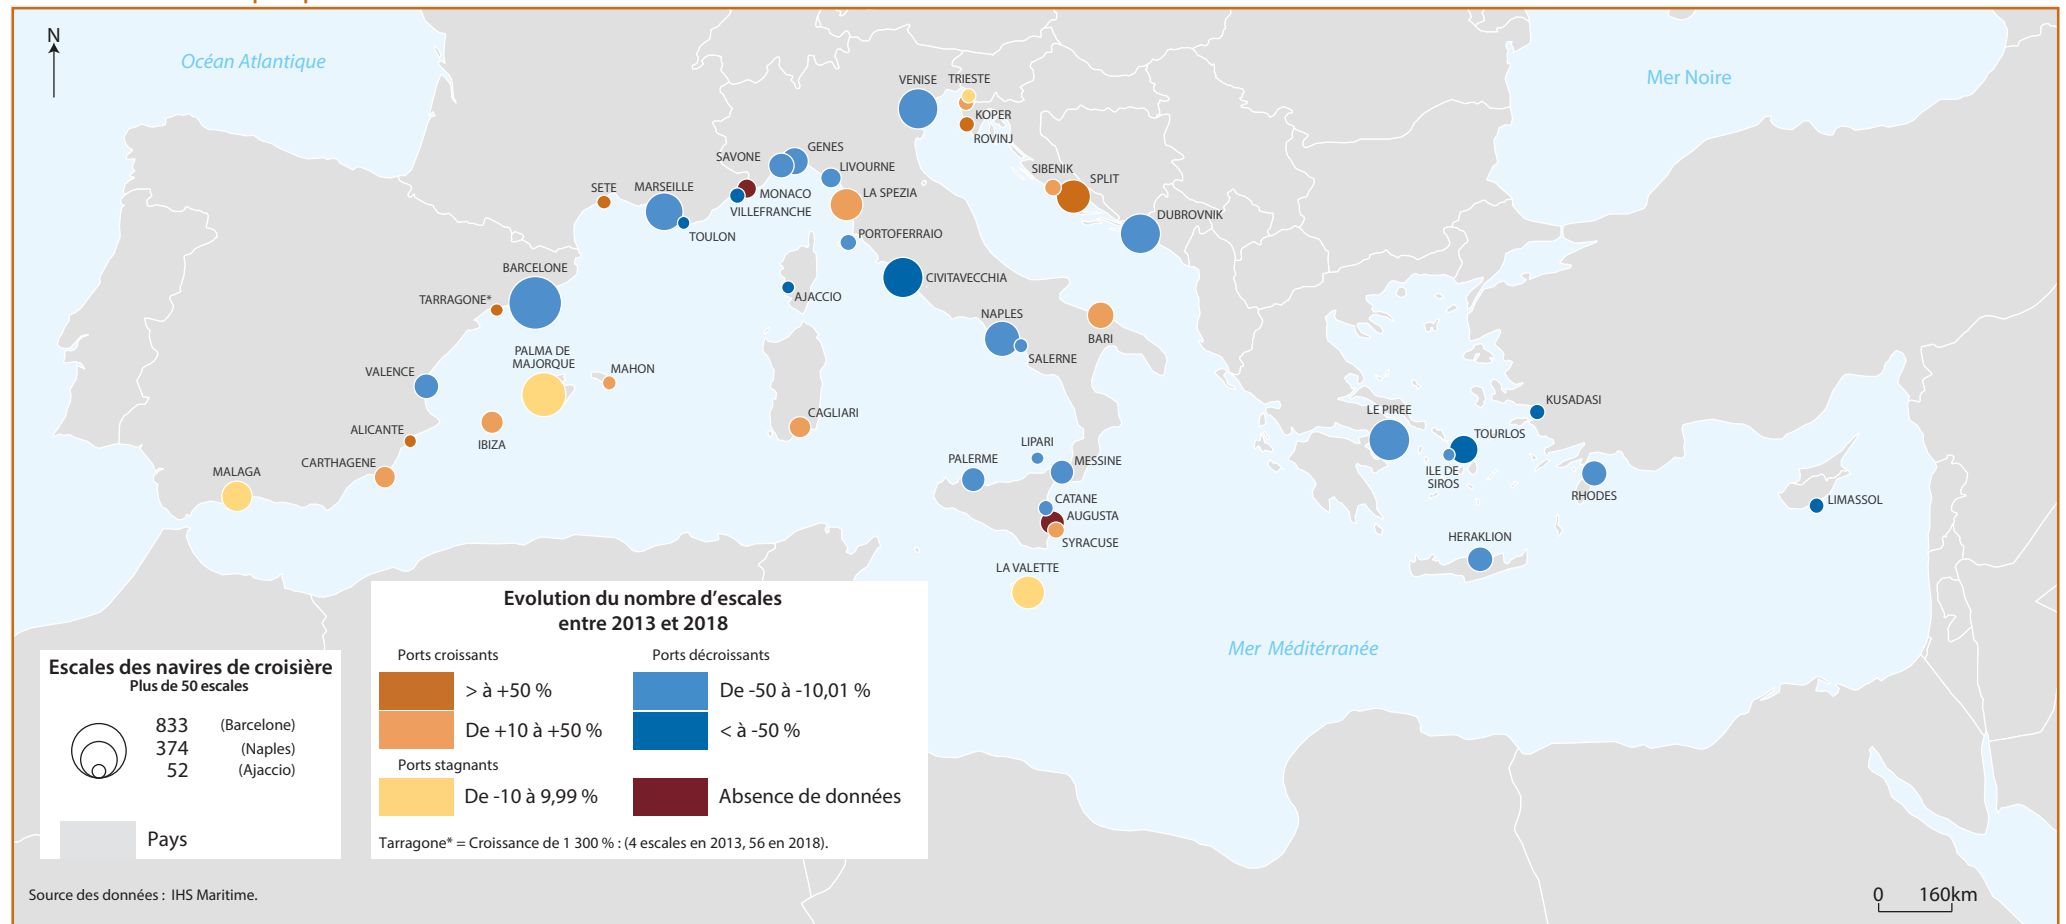 N
Océan Atlantique
Mer Noire
VENISE
TRIESTE
KOPER
ROVINJ
SAVONE
GENES
LIVOURNE
SETE
MARSEILLE
MONACO
LA SPEZIA
VILLEFRANCHE
TOULON
PORTOFERRAIO
SIBENIK
SPLIT
DUBROVNIK
BARCELONE
TARRAGONE*
AJACCIO
CIVITAVECCHIA
NAPLES
SALERNE
BARI
PALMA DE
MAJORQUE
MAHON
VALENCE
ALICANTE
IBIZA
CAGLIARI
CARTHAGENE
MALAGA
LIPARI
PALERME
MESSINE
CATANE
AUGUSTA
SYRACUSE
LA VALETTE
LE PIREE
KUSADASI
TOURLOS
ILE DE
SIROS
RHODES
LIMASSOL
HERAKLION
Mer Méditérranée
Evolution du nombre d’escales
entre 2013 et 2018
Ports croissants
> à +50 %
De +10 à +50 %
Ports stagnants
De -10 à 9,99 %
Ports décroissants
De -50 à -10,01 %
< à -50 %
Absence de données
Tarragone* = Croissance de 1 300 % : (4 escales en 2013, 56 en 2018).
Escales des navires de croisière
Plus de 50 escales
833 (Barcelone)
374 (Naples)
52 (Ajaccio)
Pays
Source des données : IHS Maritime.
0 160km